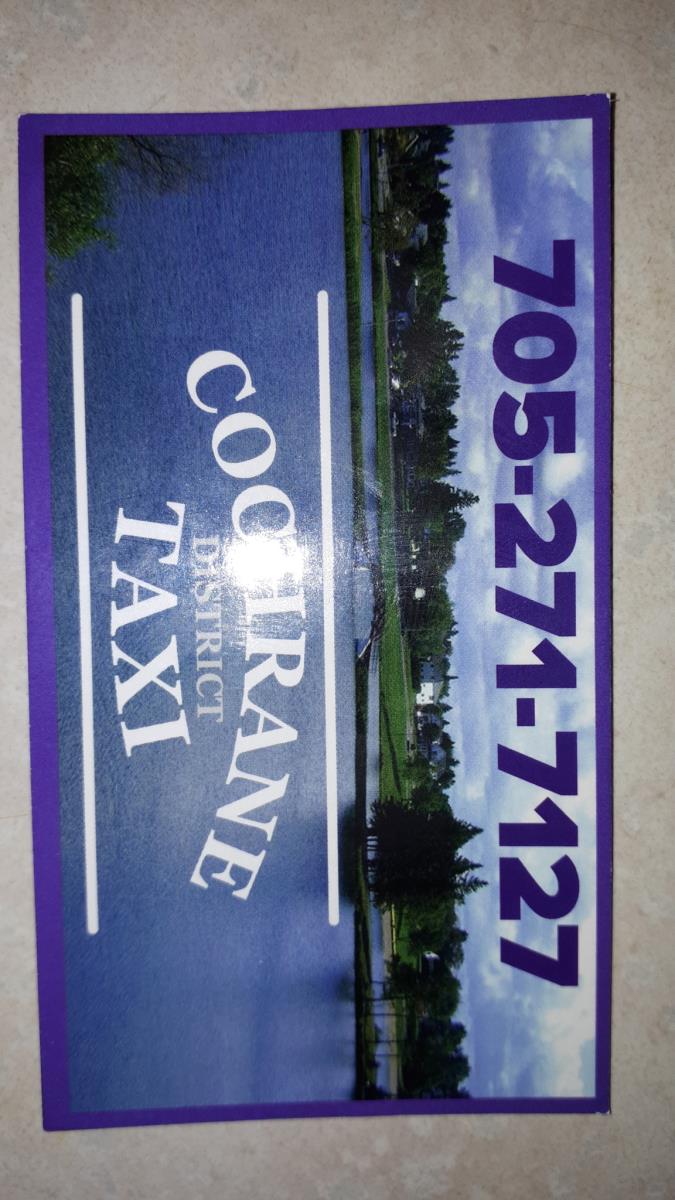 705-271-7127
COCHRANE
DISTRICT
TAXI